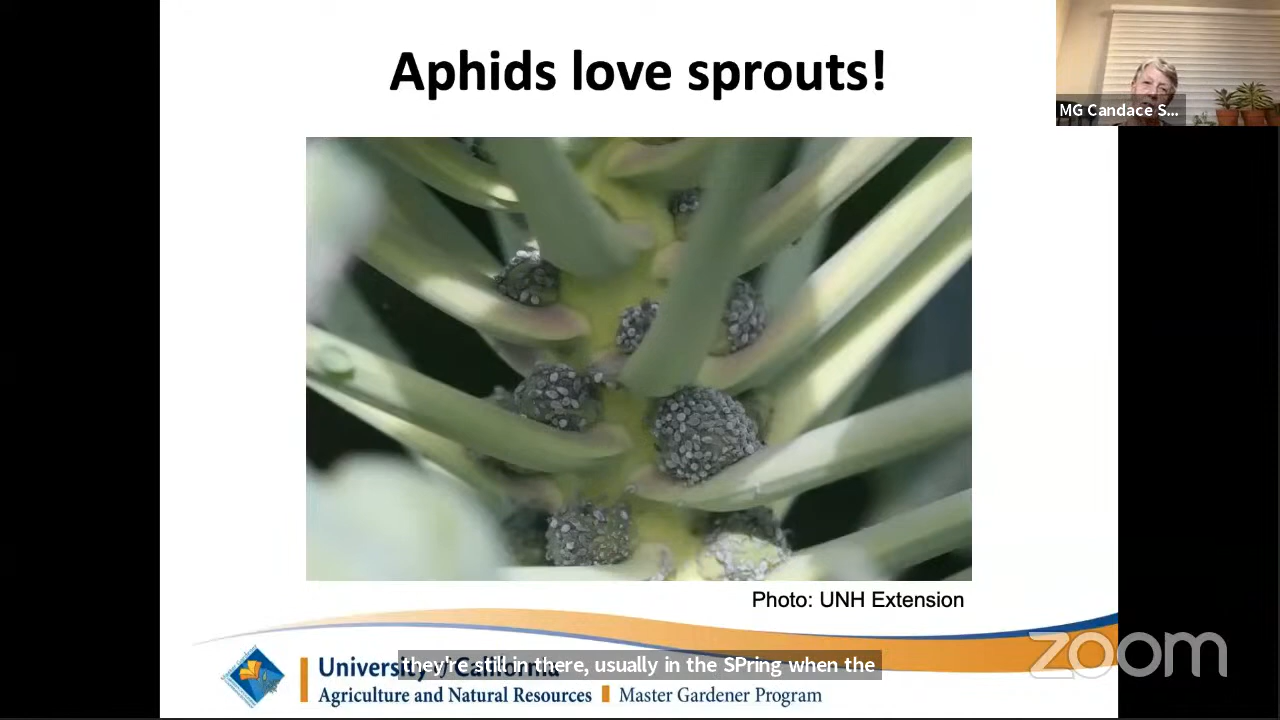 Aphids love sprouts!
MG Candace S...
Photo: UNH Extension
University of California
they're still in there, usually in the SPring when the
Agriculture and Natural Resources Master Gardener Program
zoom